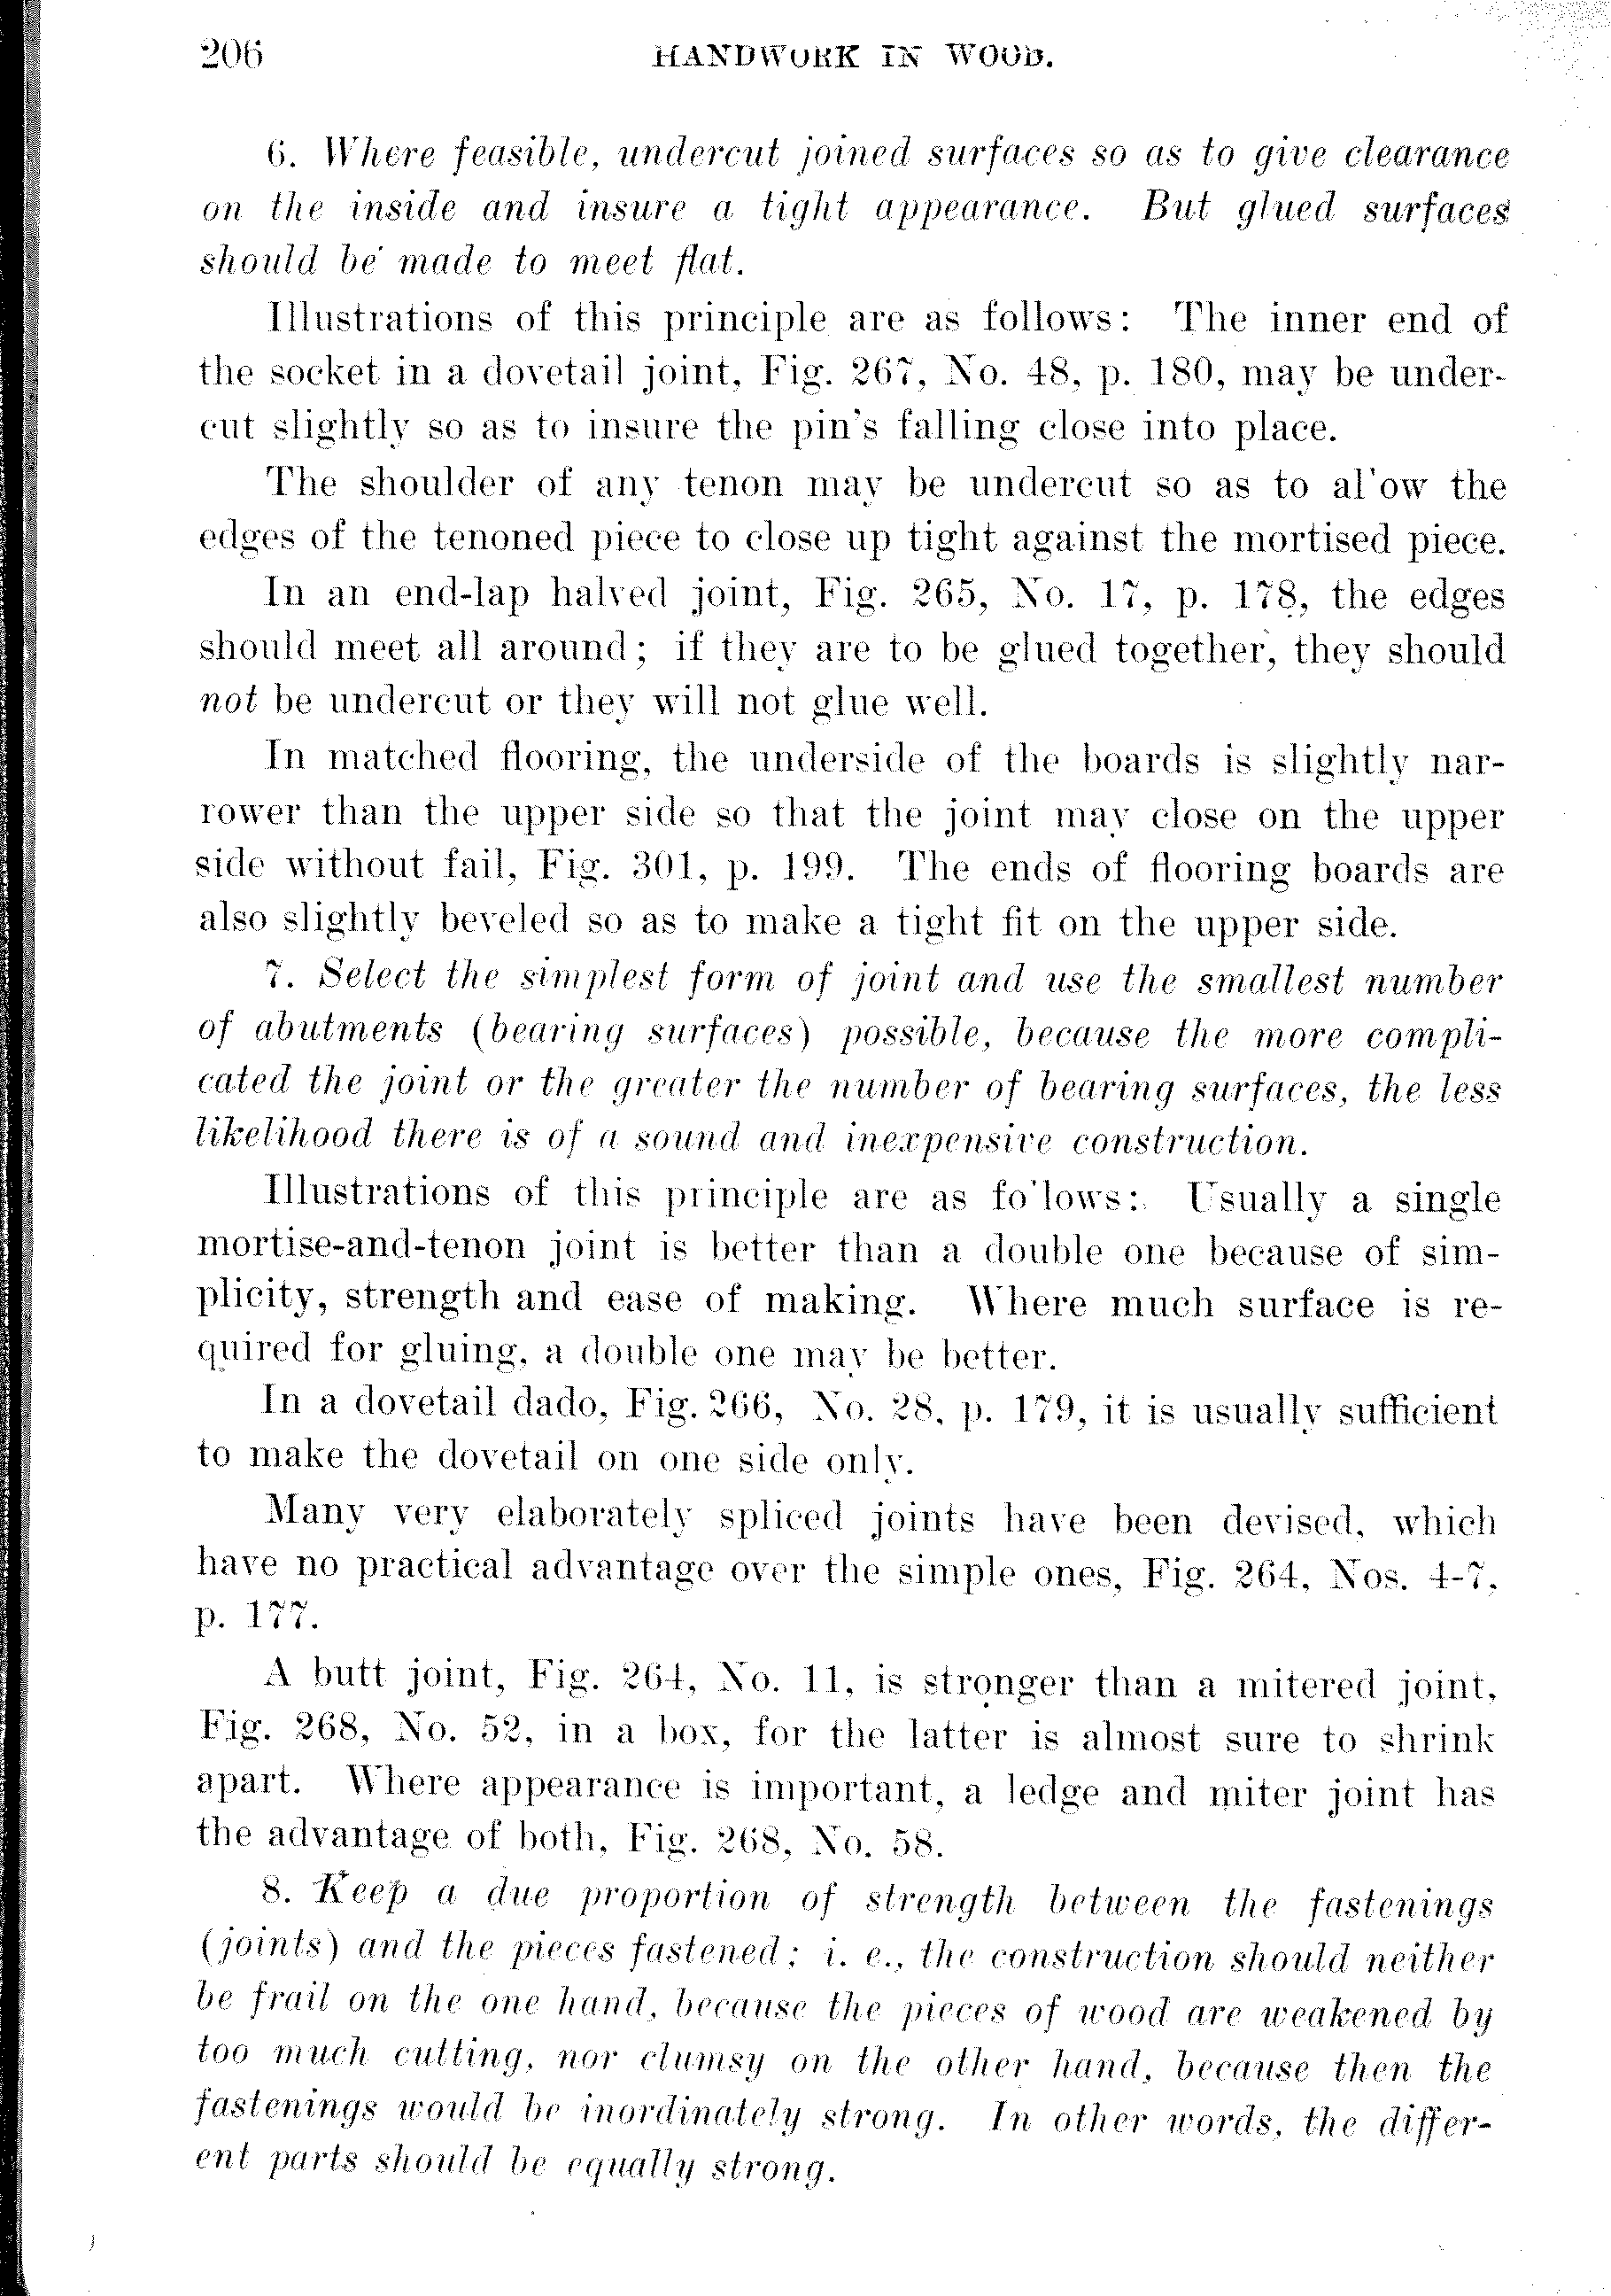 206 HANDWORK IN WOOD.
6. Where feasible, undercut joined surfaces so as to give clearance
on the inside and insure a tight appearance. But glued surfaces
should be made to meet flat.
Illustrations of this principle are as follows: The inner end of
the socket in a dovetail joint, Fig. 267, No. 48, p. 180, may be under-
cut slightly so as to insure the pin's falling close into place.
The shoulder of any tenon may be undercut so as to al'ow the
edges of the tenoned piece to close up tight against the mortised piece.
In an end-lap halved joint, Fig. 265, No. 17, p. 178, the edges
should meet all around; if they are to be glued together, they should
not be undercut or they will not glue well.
In matched flooring, the underside of the boards is slightly nar-
rower than the upper side so that the joint may close on the upper
side without fail, Fig. 301, p. 199. The ends of flooring boards are
also slightly beveled so as to make a tight fit on the upper side.
7. Select the simplest form of joint and use the smallest number
of abutments (bearing surfaces) possible, because the more compli-
cated the joint or the greater the number of bearing surfaces, the less
likelihood there is of a sound and inexpensive construction.
Illustrations of this principle are as fo'lows: Usually a single
mortise-and-tenon joint is better than a double one because of sim-
plicity, strength and ease of making. Where much surface is re-
quired for gluing, a double one may be better.
In a dovetail dado, Fig. 266, No. 28, p. 179, it is usually sufficient
to make the dovetail on one side only.
Many very elaborately spliced joints have been devised, which
have no practical advantage over the simple ones, Fig. 264, Nos. 4-7,
p. 177.
A butt joint, Fig. 264, No. 11, is stronger than a mitered joint,
Fig. 268, No. 52, in a box, for the latter is almost sure to shrink
apart. Where appearance is important, a ledge and miter joint has
the advantage of both, Fig. 268, No. 58.
8. Keep a due proportion of strength between the fastenings
(joints) and the pieces fastened; i. e., the construction should neither
be frail on the one hand, because the pieces of wood are weakened by
too much cutting, nor clumsy on the other hand, because then the
fastenings would be inordinately strong. In other words, the differ-
ent parts should be equally strong.